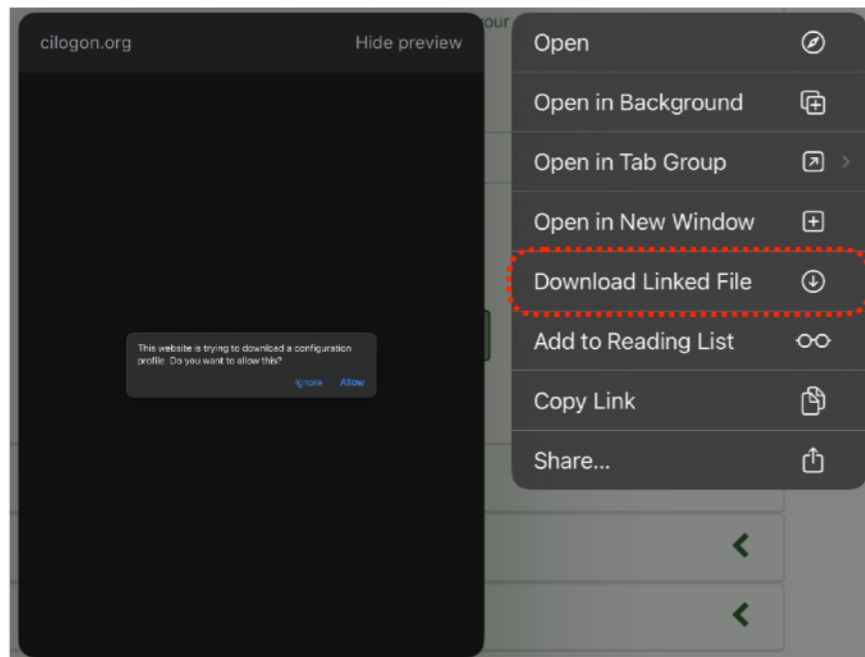 your
cilogon.org
Hide preview
This website is trying to download a configuration
profile. Do you want to allow this?
Ignore
Allow
Open
Open in Background
Open in Tab Group
Open in New Window
Download Linked File
Add to Reading List
Copy Link
Share...